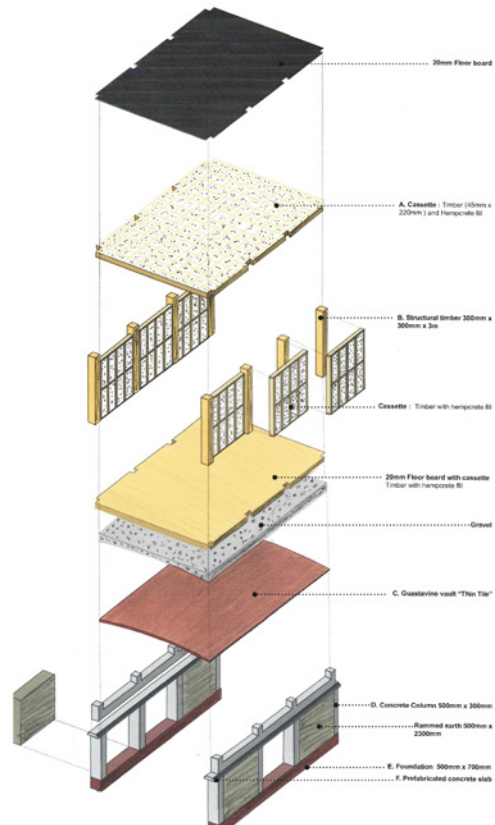 20mm Floor board
A. Cassette : Timber (45mm x
220mm ) and Hempcrete fill
B. Structural timber 300mm x
300mm x 3m
Cassette : Timber with hempcrete fill
20mm Floor board with cassette
Timber with hempcrete fill
Gravel
C. Guastavine vault "Thin Tile"
D. Concrete Column 500mm x 300mm
Rammed earth 500mm x
2300mm
E. Foundation 500mm x 700mm
F. Prefabricated concrete slab